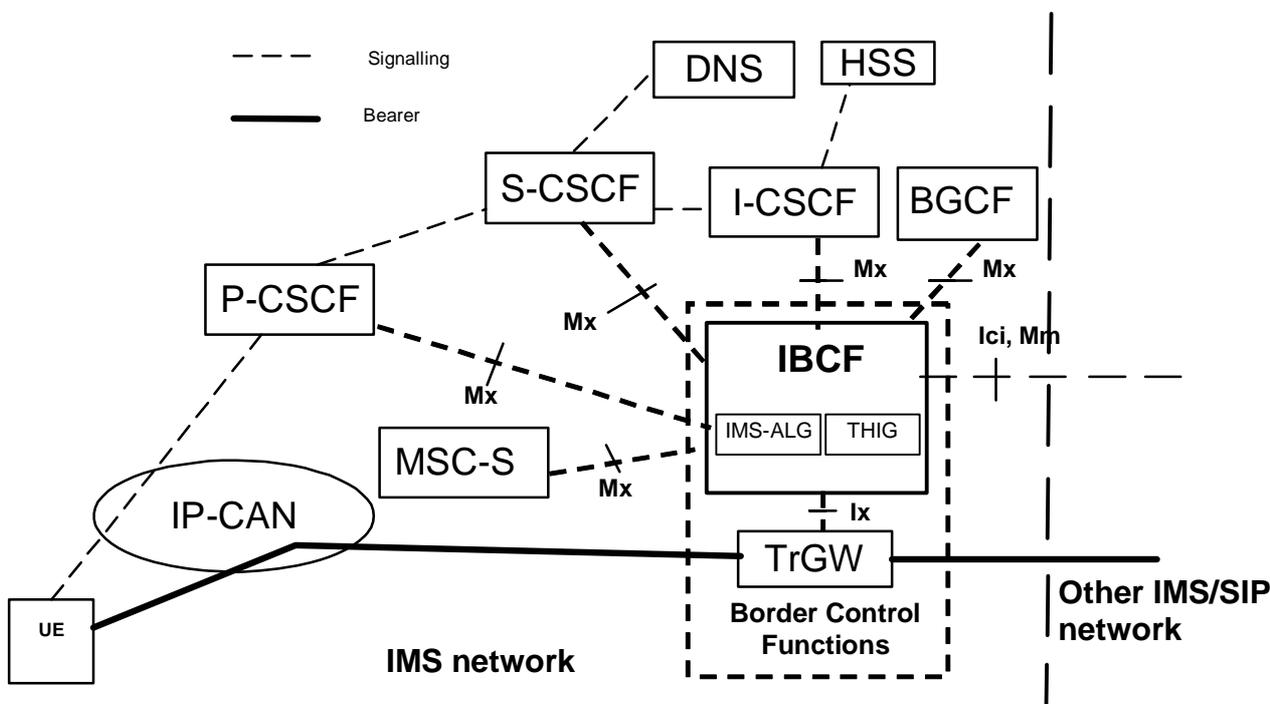 Signalling
DNS
HSS
Bearer
S-CSCF
I-CSCF
BGCF
P-CSCF
Mx
Mx
Mx
Ici, Mm
IBCF
Mx
IMS-ALG
THIG
MSC-S
Mx
IP-CAN
Ix
TrGW
UE
Border Control
Functions
Other IMS/SIP
network
IMS network